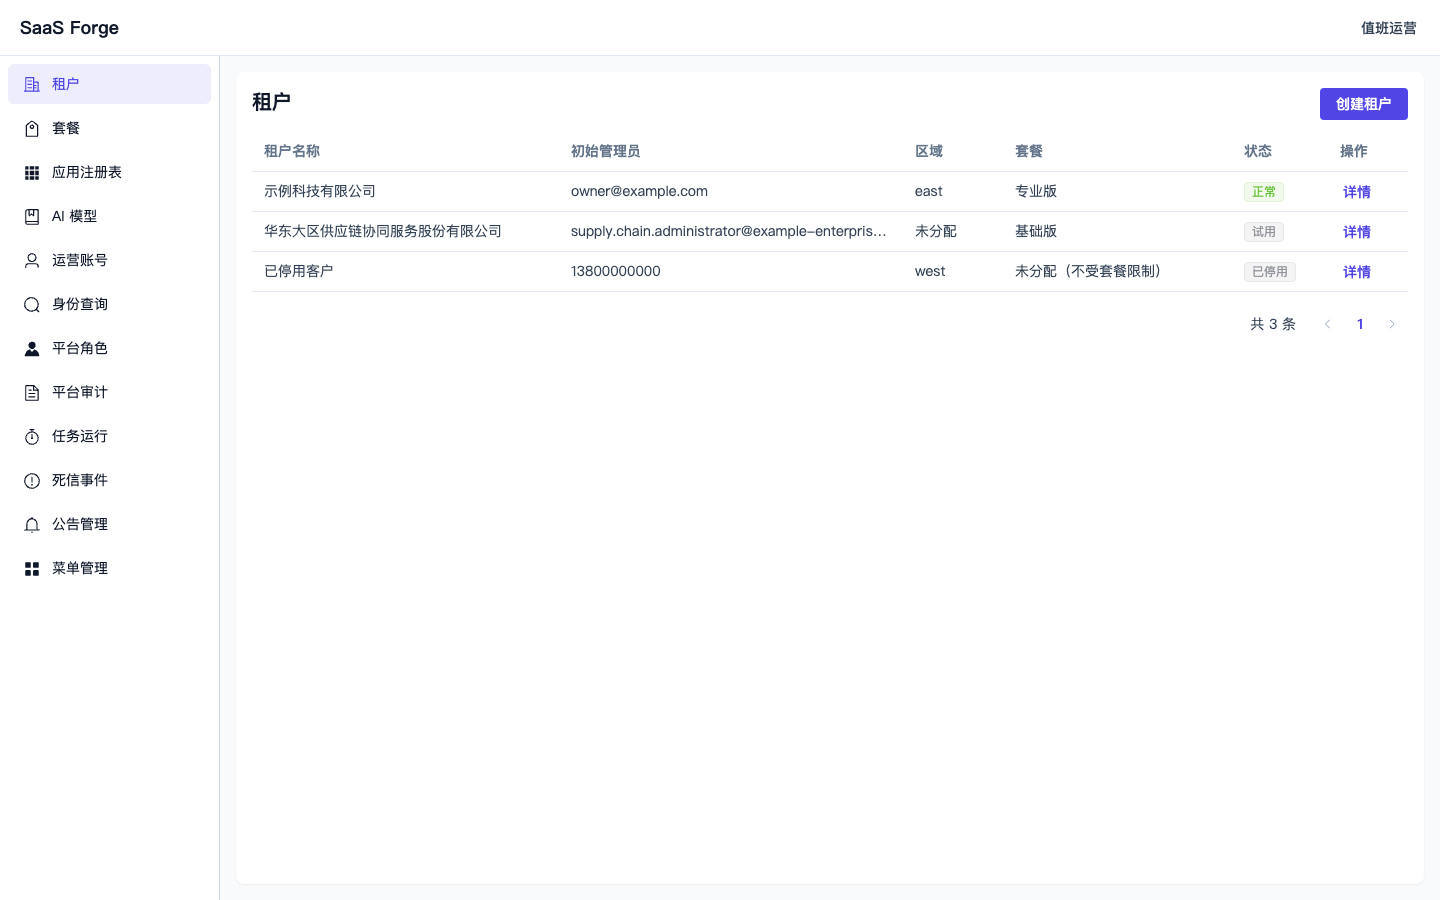 SaaS Forge
值班运营
租户
套餐
应用注册表
AI 模型
运营账号
身份查询
平台角色
平台审计
任务运行
死信事件
公告管理
菜单管理
租户
创建租户
租户名称 初始管理员 区域 套餐 状态 操作
示例科技有限公司 owner@example.com east 专业版 正常 详情
华东大区供应链协同服务股份有限公司 supply.chain.administrator@example-enterpris... 未分配 基础版 试用 详情
已停用客户 13800000000 west 未分配（不受套餐限制） 已停用 详情
共 3 条 1